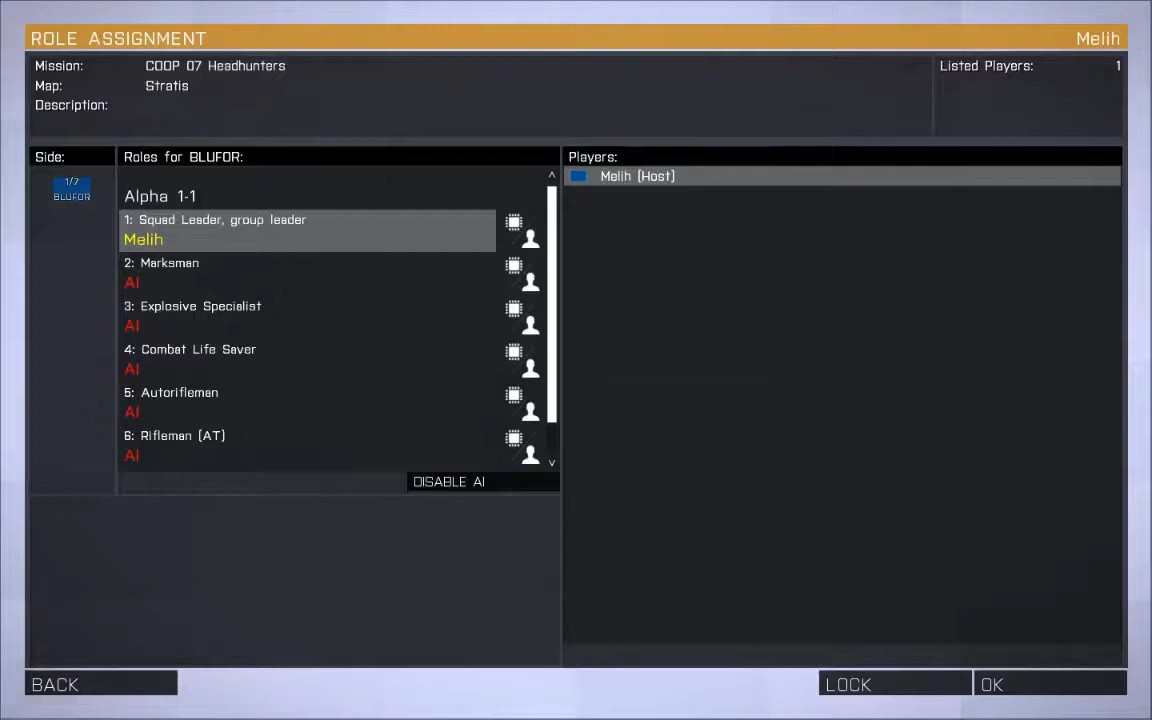 ROLE ASSIGNMENT Melih
Mission: COOP 07 Headhunters Listed Players: 1
Map: Stratis
Description:
Side: Roles for BLUFOR: Players:
1/7
BLUFOR
Melih (Host)
Alpha 1-1
1: Squad Leader, group leader
Melih
2: Marksman
AI
3: Explosive Specialist
AI
4: Combat Life Saver
AI
5: Autorifleman
AI
6: Rifleman (AT)
AI
DISABLE AI
BACK LOCK OK